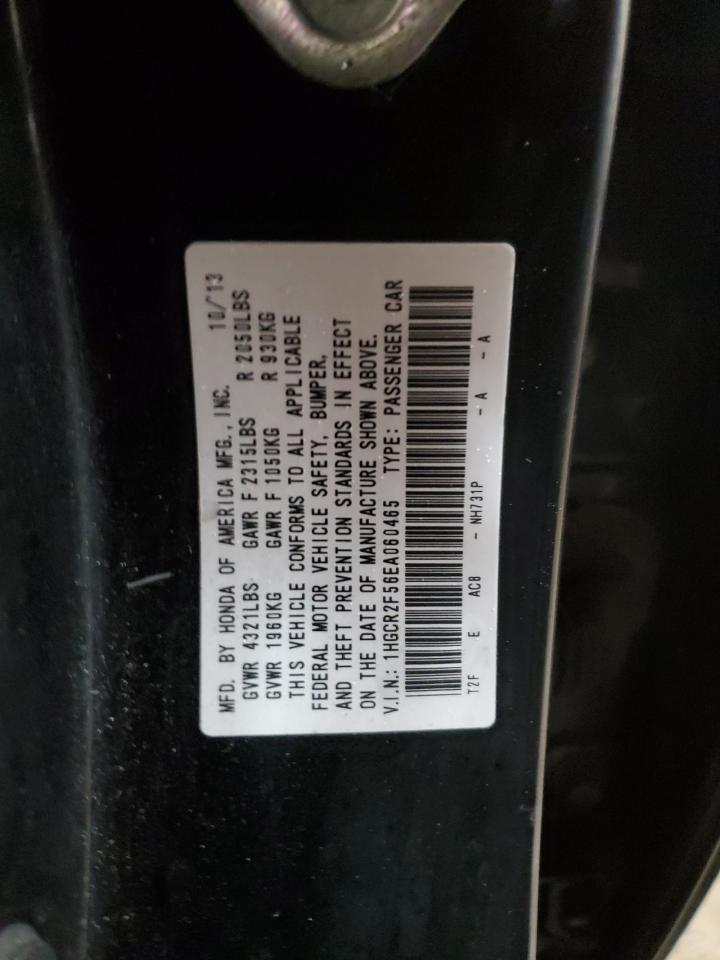 MFD. BY HONDA OF AMERICA MFG., INC. 10/13
GVWR 4321LBS GAWR F 2315LBS R 2050LBS
GVWR 1960KG GAWR F 1050KG R 930KG
THIS VEHICLE CONFORMS TO ALL APPLICABLE
FEDERAL MOTOR VEHICLE SAFETY, BUMPER,
AND THEFT PREVENTION STANDARDS IN EFFECT
ON THE DATE OF MANUFACTURE SHOWN ABOVE.
V.I.N.: 1HGCR2F56EA060465 TYPE: PASSENGER CAR
T2F E AC8 - NH731P - A - A